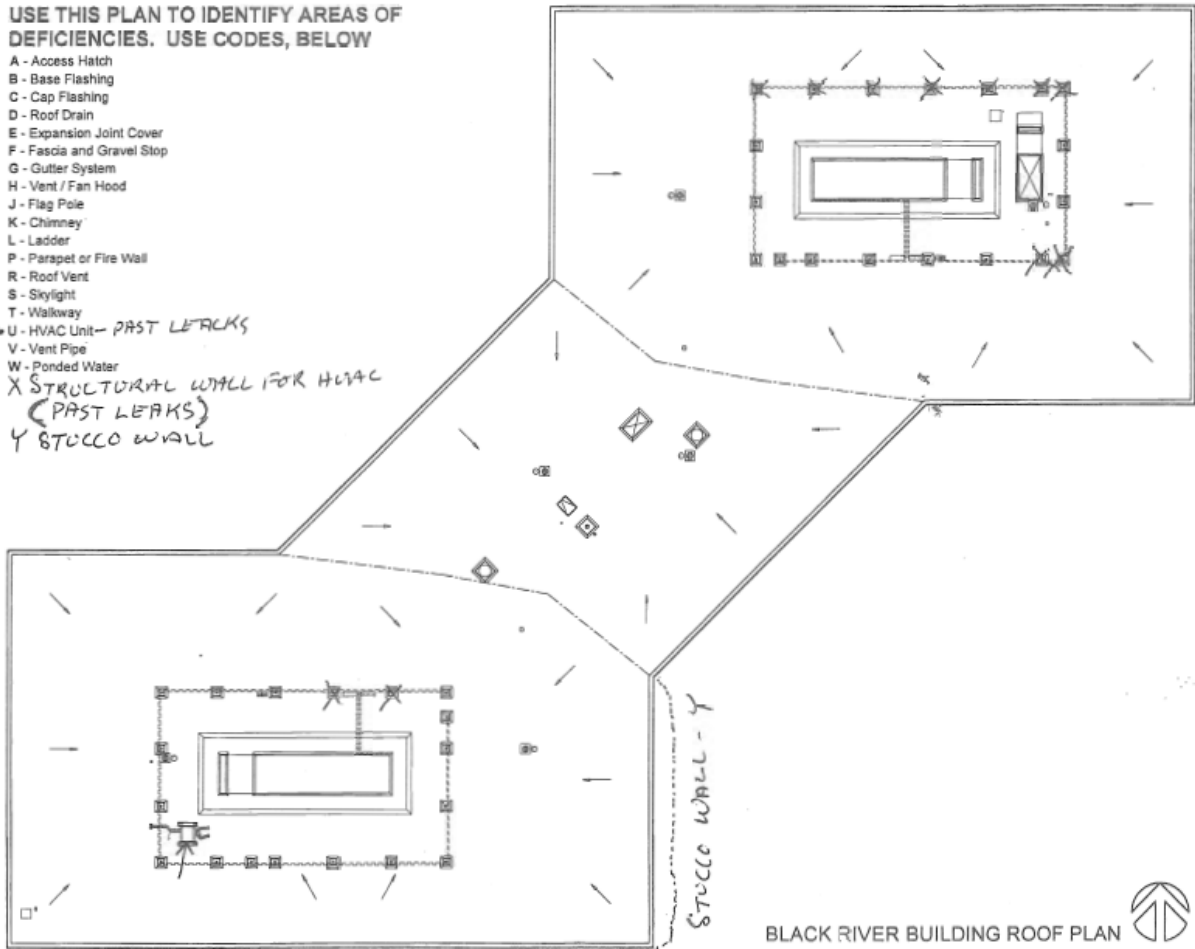 USE THIS PLAN TO IDENTIFY AREAS OF
DEFICIENCIES. USE CODES, BELOW
A - Access Hatch
B - Base Flashing
C - Cap Flashing
D - Roof Drain
E - Expansion Joint Cover
F - Fascia and Gravel Stop
G - Gutter System
H - Vent / Fan Hood
J - Flag Pole
K - Chimney
L - Ladder
P - Parapet or Fire Wall
R - Roof Vent
S - Skylight
T - Walkway
U - HVAC Unit - PAST LEACKS
V - Vent Pipe
W - Ponded Water
X STRUCTURAL WALL FOR HVAC
(PAST LEAKS)
Y STUCCO WALL
STUCCO WALL - Y
BLACK RIVER BUILDING ROOF PLAN